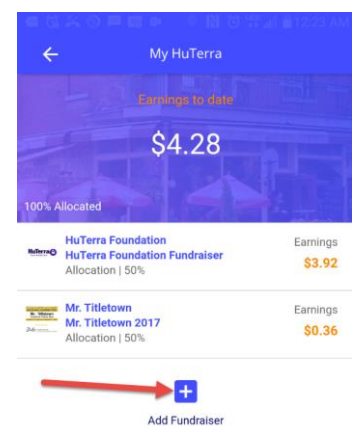 12:23 AM
My HuTerra
Earnings to date
$4.28
100% Allocated
HuTerra Foundation
Earnings
HuTerra
HuTerra Foundation Fundraiser
$3.92
Allocation | 50%
Mr. Titletown
Earnings
Mr. Titletown 2017
$0.36
Allocation | 50%
Add Fundraiser